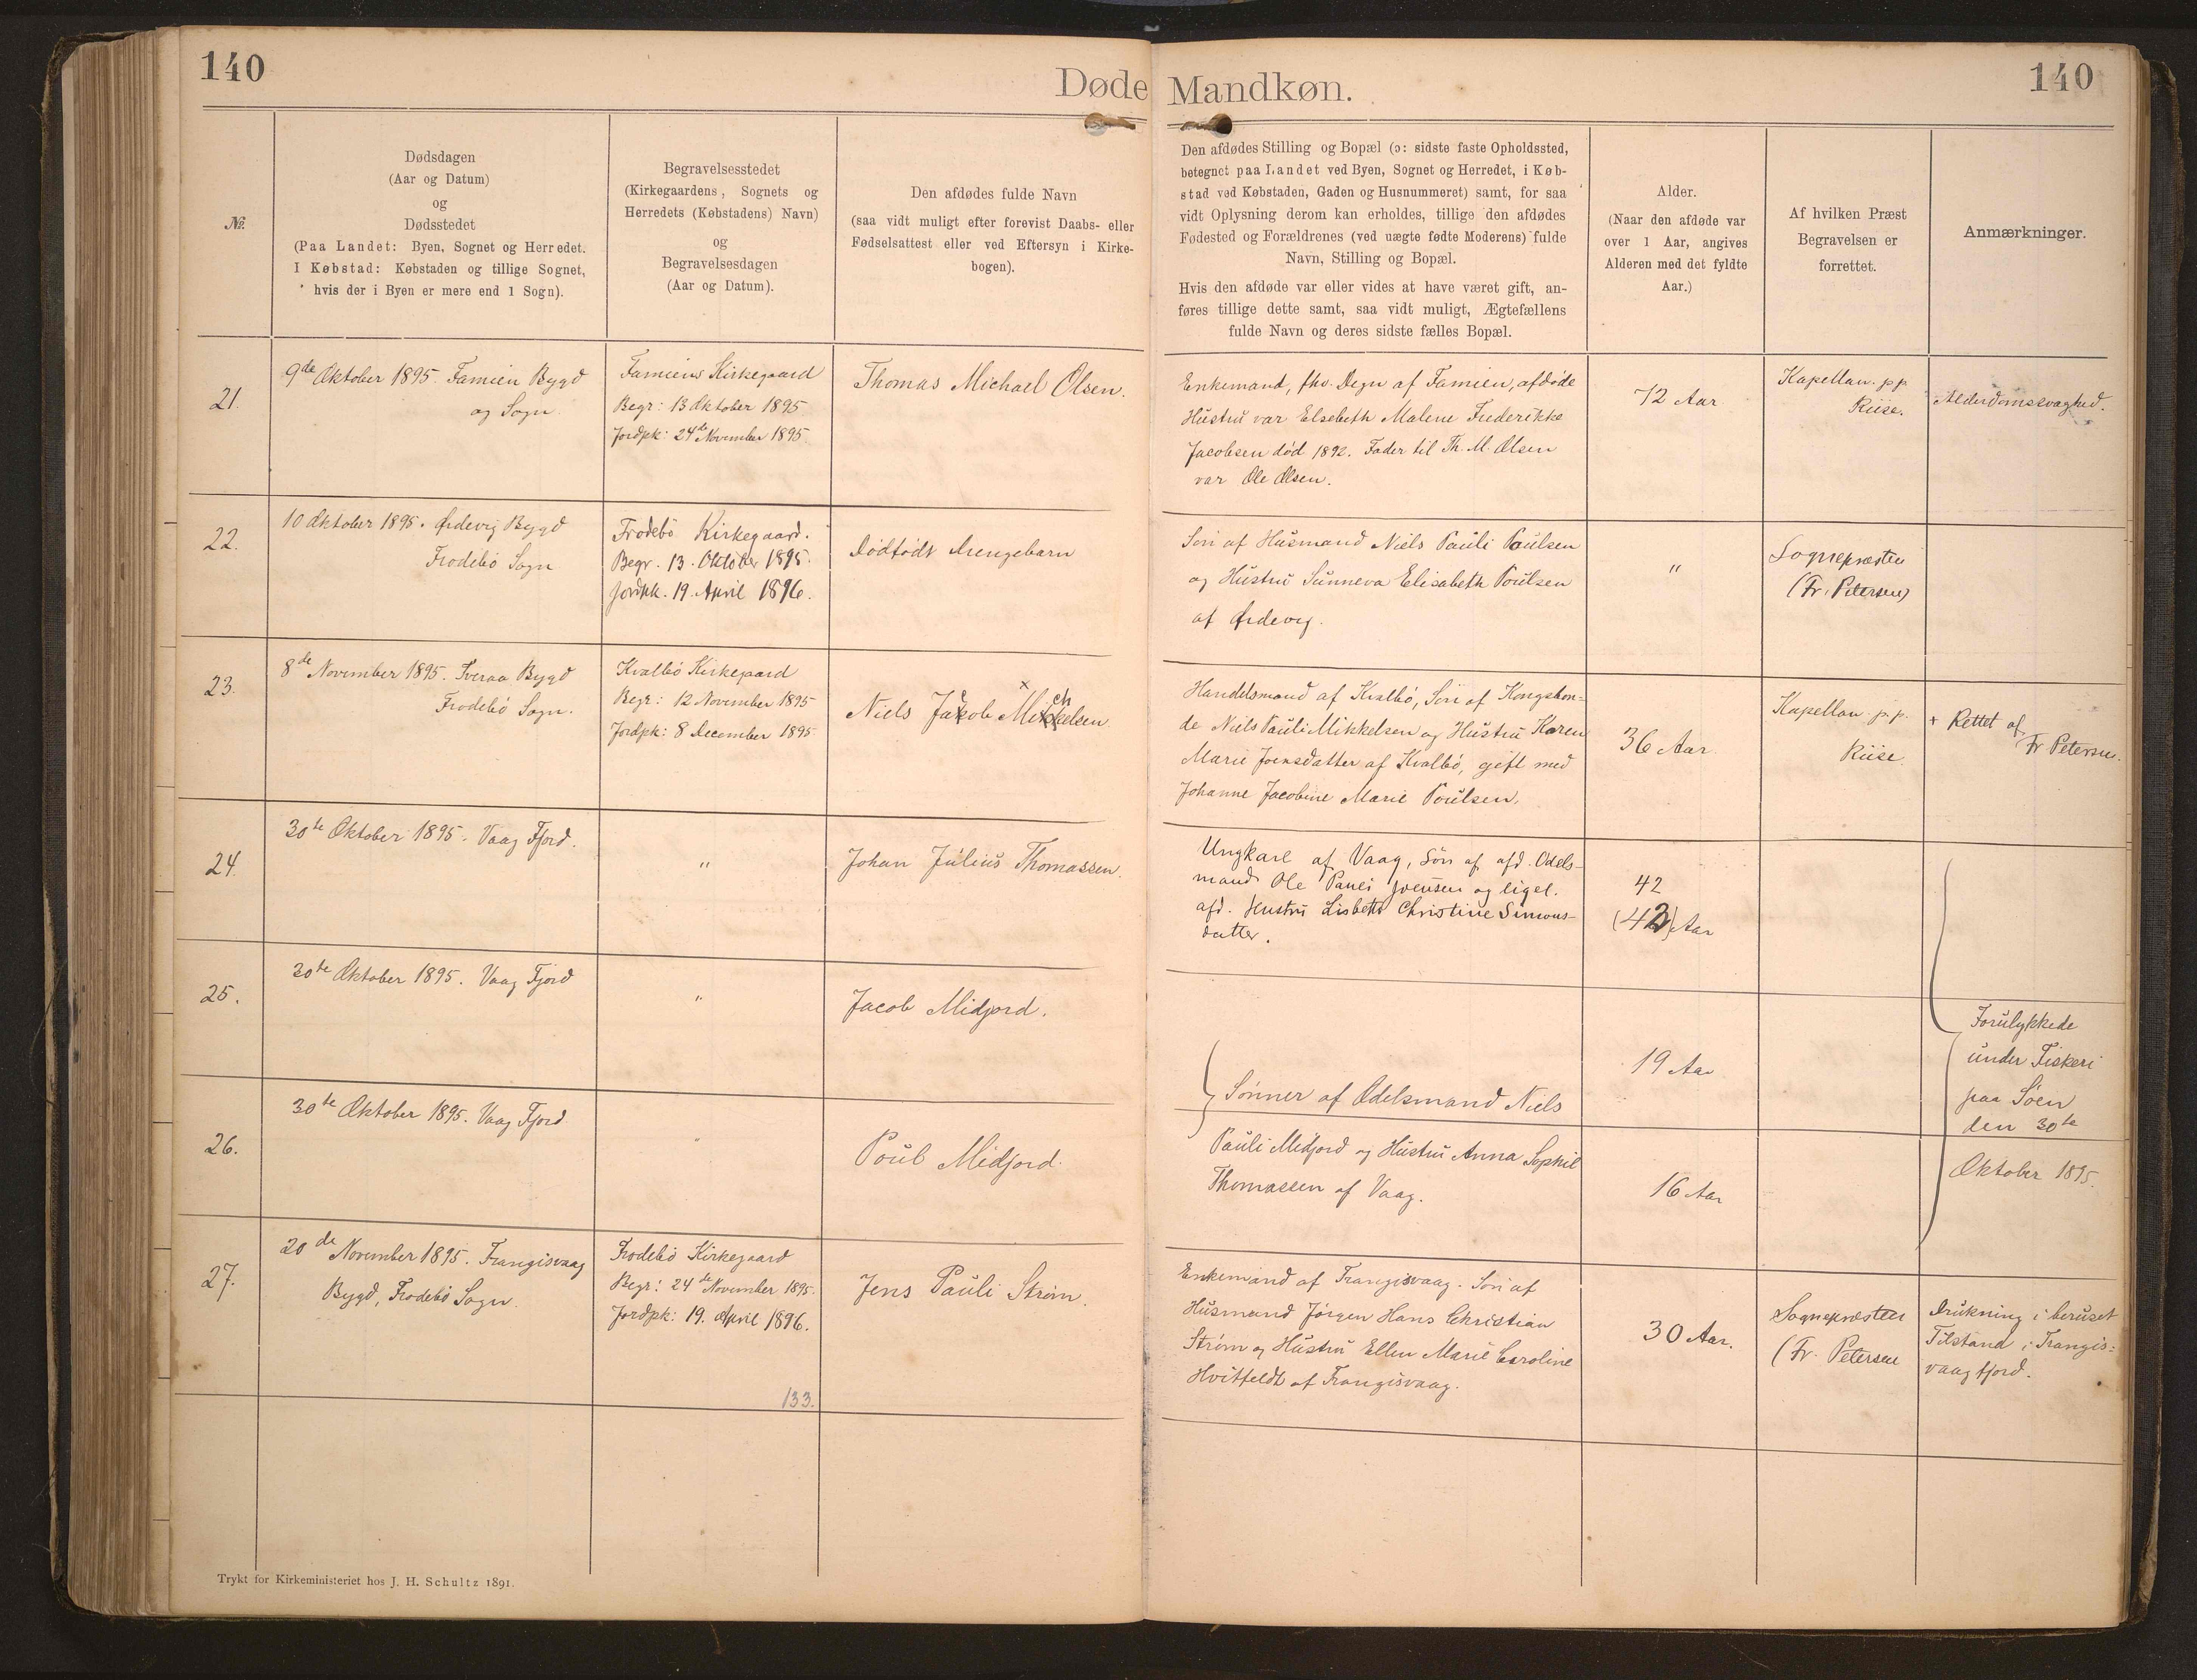 140
140
Døde Mandkøn.
№.
Dødsdagen
(Aar og Datum)
og
Dødsstedet
(Paa Landet: Byen, Sognet og Herredet.
I Købstad: Købstaden og tillige Sognet,
hvis der i Byen er mere end 1 Sogn).
Begravelsesstedet
(Kirkegaardens, Sognets og
Herredets (Købstadens) Navn)
og
Begravelsesdagen
(Aar og Datum).
Den afdødes fulde Navn
(saa vidt muligt efter forevist Daabs- eller
Fødselsattest eller ved Eftersyn i Kirke-
bogen).
Den afdødes Stilling og Bopæl (ɔ: sidste faste Opholdssted,
betegnet paa Landet ved Byen, Sognet og Herredet, i Køb-
stad ved Købstaden, Gaden og Husnummeret) samt, for saa
vidt Oplysning derom kan erholdes, tillige den afdødes
Fødested og Forældrenes (ved uægte fødte Moderens) fulde
Navn, Stilling og Bopæl.
Hvis den afdøde var eller vides at have været gift, an-
føres tillige dette samt, saa vidt muligt, Ægtefællens
fulde Navn og deres sidste fælles Bopæl.
Alder.
(Naar den afdøde var
over 1 Aar, angives
Alderen med det fyldte
Aar.)
Af hvilken Præst
Begravelsen er
forrettet.
Anmærkninger.
21.
9de Oktober 1895. Famien Bygd
og Sogn.
Famiens Kirkegaard
Begr: 13 Oktober 1895
Jordpk: 24de November 1895
Thomas Michael Olsen.
Enkemand, fhv. Degn af Famien, afdøde
Hustru var Elsebeth Malene Frederikke
Jacobsen død 1892. Fader til Th. M. Olsen
var Ole Olsen.
72 Aar
Kapellan p.p.
Riise.
Alderdomssvaghed.
22.
10 Oktober 1895. Ørdevig Bygd
Frodebø Sogn
Frodebø Kirkegaard.
Begr. 13. Oktober 1895.
Jordpk. 19. April 1896.
Dødfødt Drengebarn
Søn af Husmand Niels Pauli Poulsen
og Hustru Sunneva Elisabeth Poulsen
af Ørdevig.
"
Sognepræsten
(Fr. Petersen)
23.
8de November 1895. Tveraa Bygd
Frodebø Sogn.
Kvalbø Kirkegaard
Begr: 12 November 1895
Jordpk: 8 December 1895
c x ch
Niels Jakob Mikkelsen
Handelsmand af Kvalbø, Søn af Kongsbon-
de Niels Pauli Mikkelsen og Hustru Karen
Marie Joensdatter af Kvalbø, gift med
Johanne Jacobine Marie Poulsen.
36 Aar
Kapellan p.p.
Riise.
+ Rettet af
Fr Petersen.
24.
30te Oktober 1895. Vaag Fjord.
"
Johan Julius Thomassen.
Ungkarl af Vaag, Søn af afd. Odels-
mand Ole Pauli Joensen og ligel.
afd. Hustru Lisbeth Christine Simons-
datter.
42
(42) Aar
25.
30te Oktober 1895. Vaag Fjord
"
Jacob Midjord.
19 Aar
26.
30te Oktober 1895. Vaag Fjord
"
Poul Midjord.
Sønner af Odelsmand Niels
Pauli Midjord og Hustru Anna Sophie
Thomassen af Vaag.
16 Aar
Forulykkede
under Fiskeri
paa Søen
den 30te
Oktober 1895.
27.
20de November 1895. Trangisvaag
Bygd, Frodebø Sogn.
Frodebø Kirkegaard
Begr: 24de November 1895.
Jordpk: 19. April 1896.
Jens Pauli Strøm.
Enkemand af Trangisvaag. Søn af
Husmand Jørgen Hans Christian
Strøm og Hustru Ellen Marie Caroline
Hvitfeldt af Trangisvaag.
30 Aar.
Sognepræsten
(Fr. Petersen
Drukning i beruset
Tilstand i Trangis-
vaagfjord.
133.
Trykt for Kirkeministeriet hos J. H. Schultz 1891.